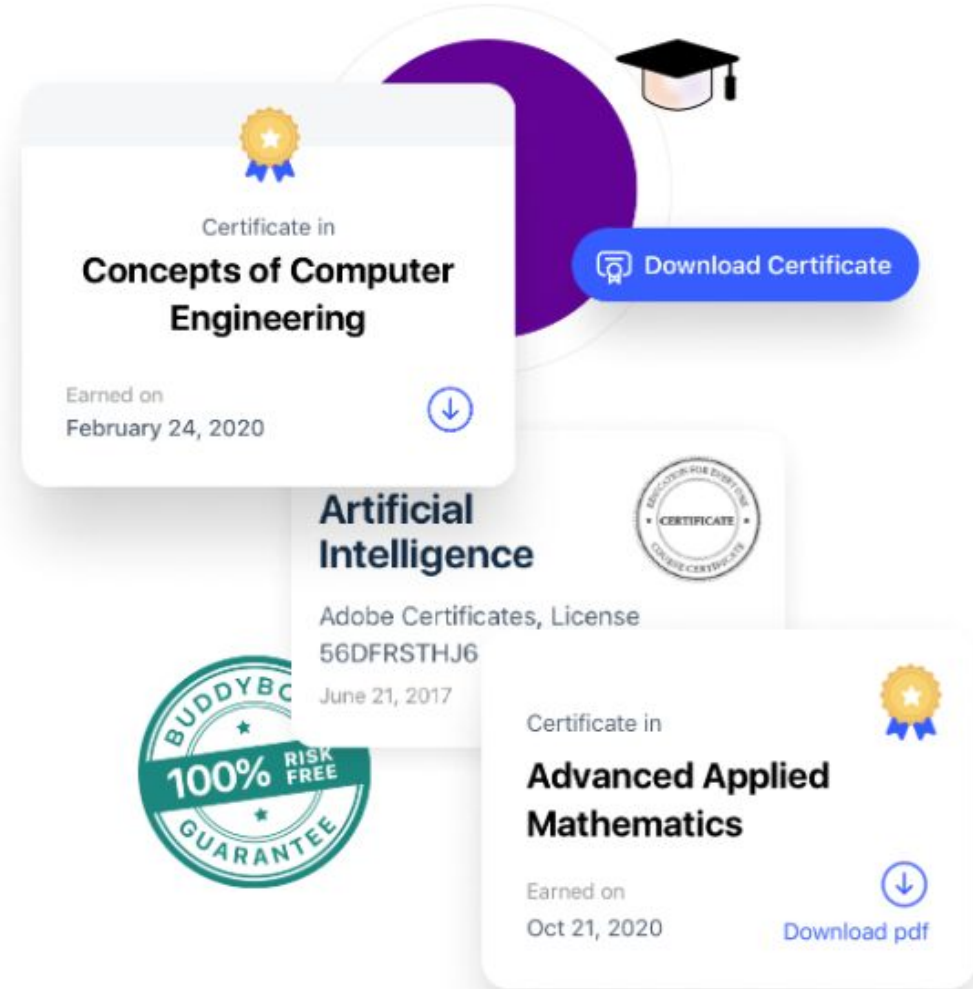 Certificate in
Concepts of Computer
Engineering
Earned on
February 24, 2020
Download Certificate
Artificial
Intelligence
Adobe Certificates, License
56DFRSTHJ6
June 21, 2017
CERTIFICATE
COURSE CERTIFICATE
100% RISK
FREE
GUARANTEE
Certificate in
Advanced Applied
Mathematics
Earned on
Oct 21, 2020
Download pdf